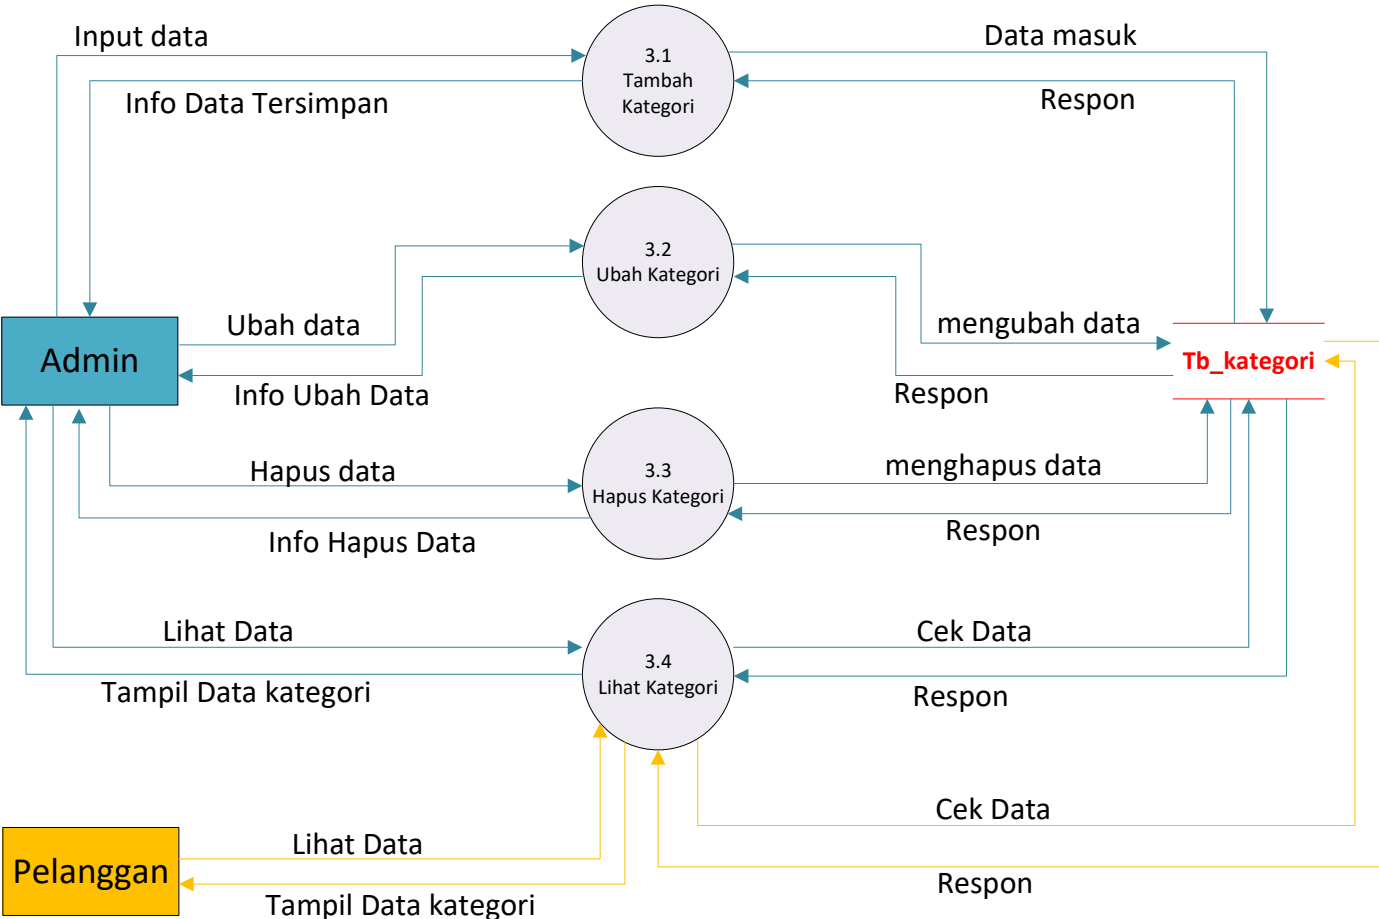 Input data
Info Data Tersimpan
3.1
Tambah
Kategori
Data masuk
Respon
3.2
Ubah Kategori
Ubah data
Info Ubah Data
mengubah data
Respon
Admin
Tb_kategori
Hapus data
Info Hapus Data
3.3
Hapus Kategori
menghapus data
Respon
Lihat Data
Tampil Data kategori
3.4
Lihat Kategori
Cek Data
Respon
Pelanggan
Lihat Data
Tampil Data kategori
Cek Data
Respon